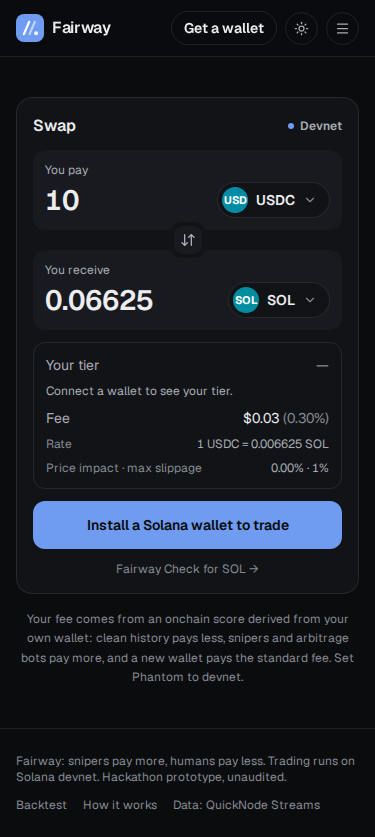 Fairway
Get a wallet
Swap
Devnet
You pay
10
USD
USDC
You receive
0.06625
SOL
SOL
Your tier
—
Connect a wallet to see your tier.
Fee
$0.03 (0.30%)
Rate
1 USDC = 0.006625 SOL
Price impact · max slippage
0.00% · 1%
Install a Solana wallet to trade
Fairway Check for SOL →
Your fee comes from an onchain score derived from your
own wallet: clean history pays less, snipers and arbitrage
bots pay more, and a new wallet pays the standard fee. Set
Phantom to devnet.
Fairway: snipers pay more, humans pay less. Trading runs on
Solana devnet. Hackathon prototype, unaudited.
Backtest
How it works
Data: QuickNode Streams